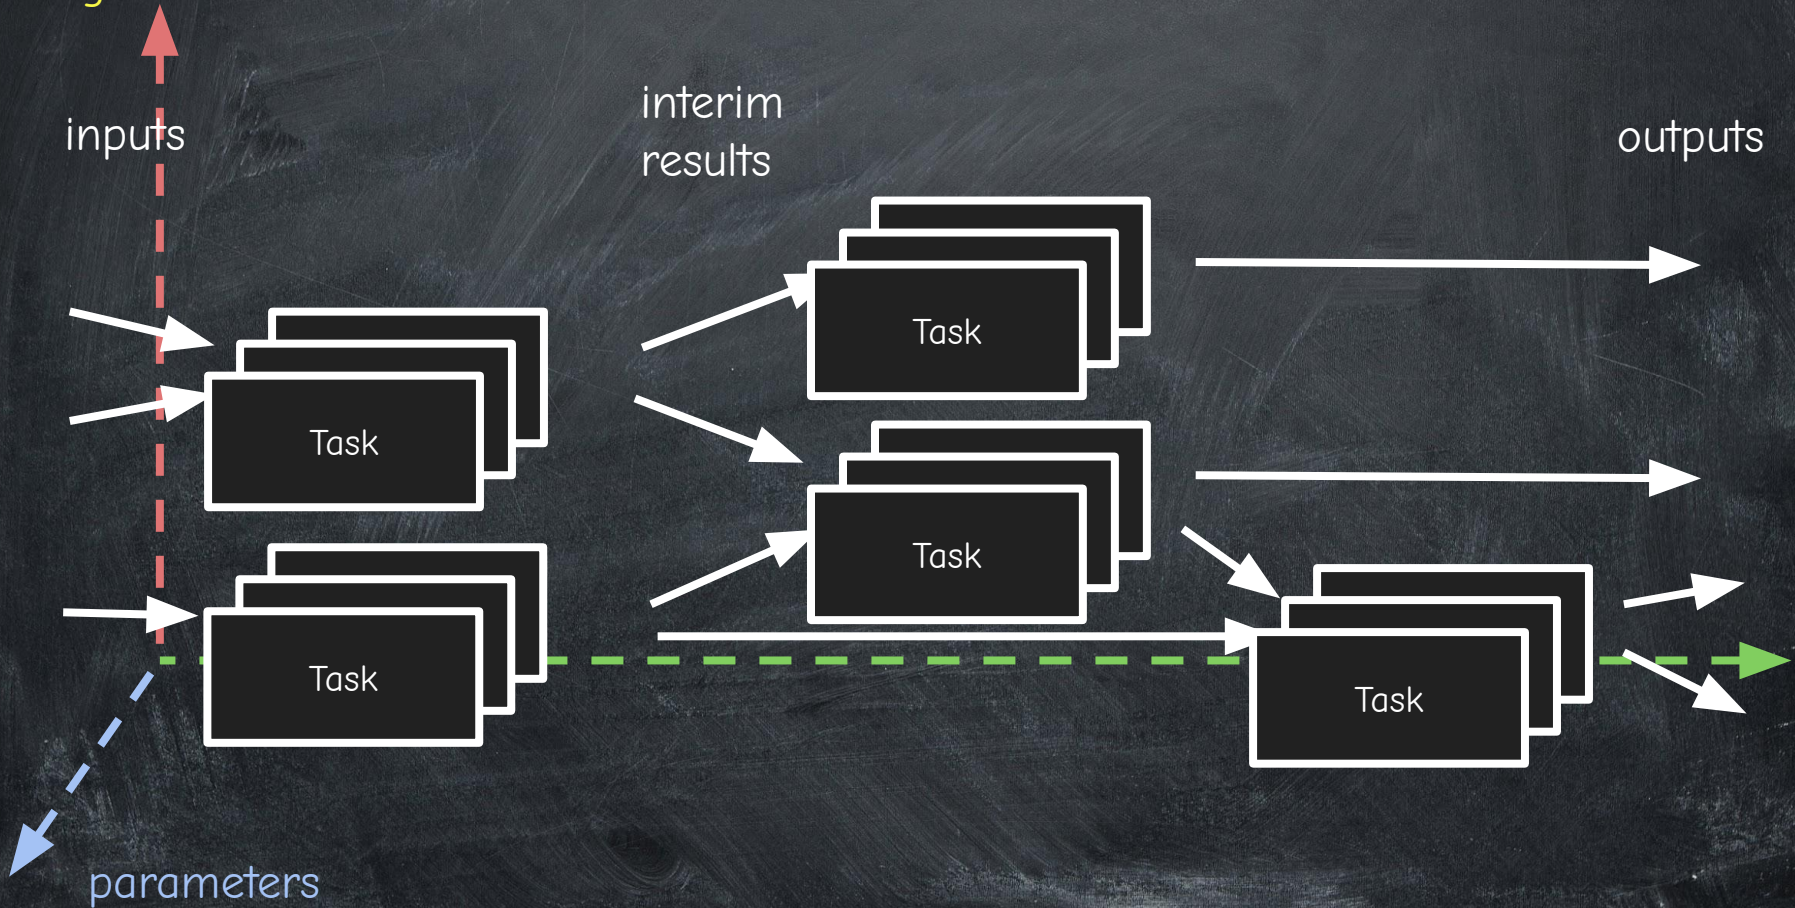 inputs
interim
results
outputs
Task
Task
Task
Task
Task
parameters